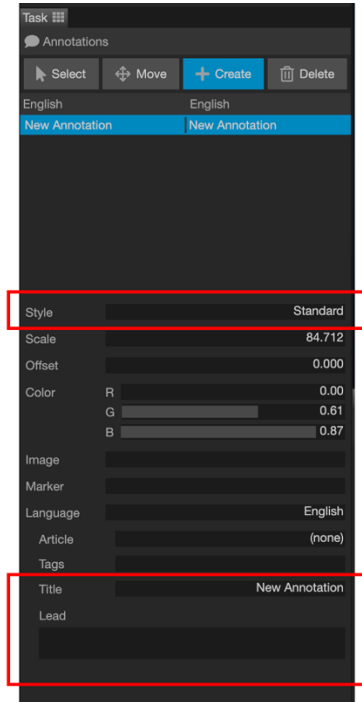 Task
Annotations
Select Move Create Delete
English English
New Annotation New Annotation
Style Standard
Scale 84.712
Offset 0.000
Color R 0.00
G 0.61
B 0.87
Image
Marker
Language English
Article (none)
Tags
Title New Annotation
Lead